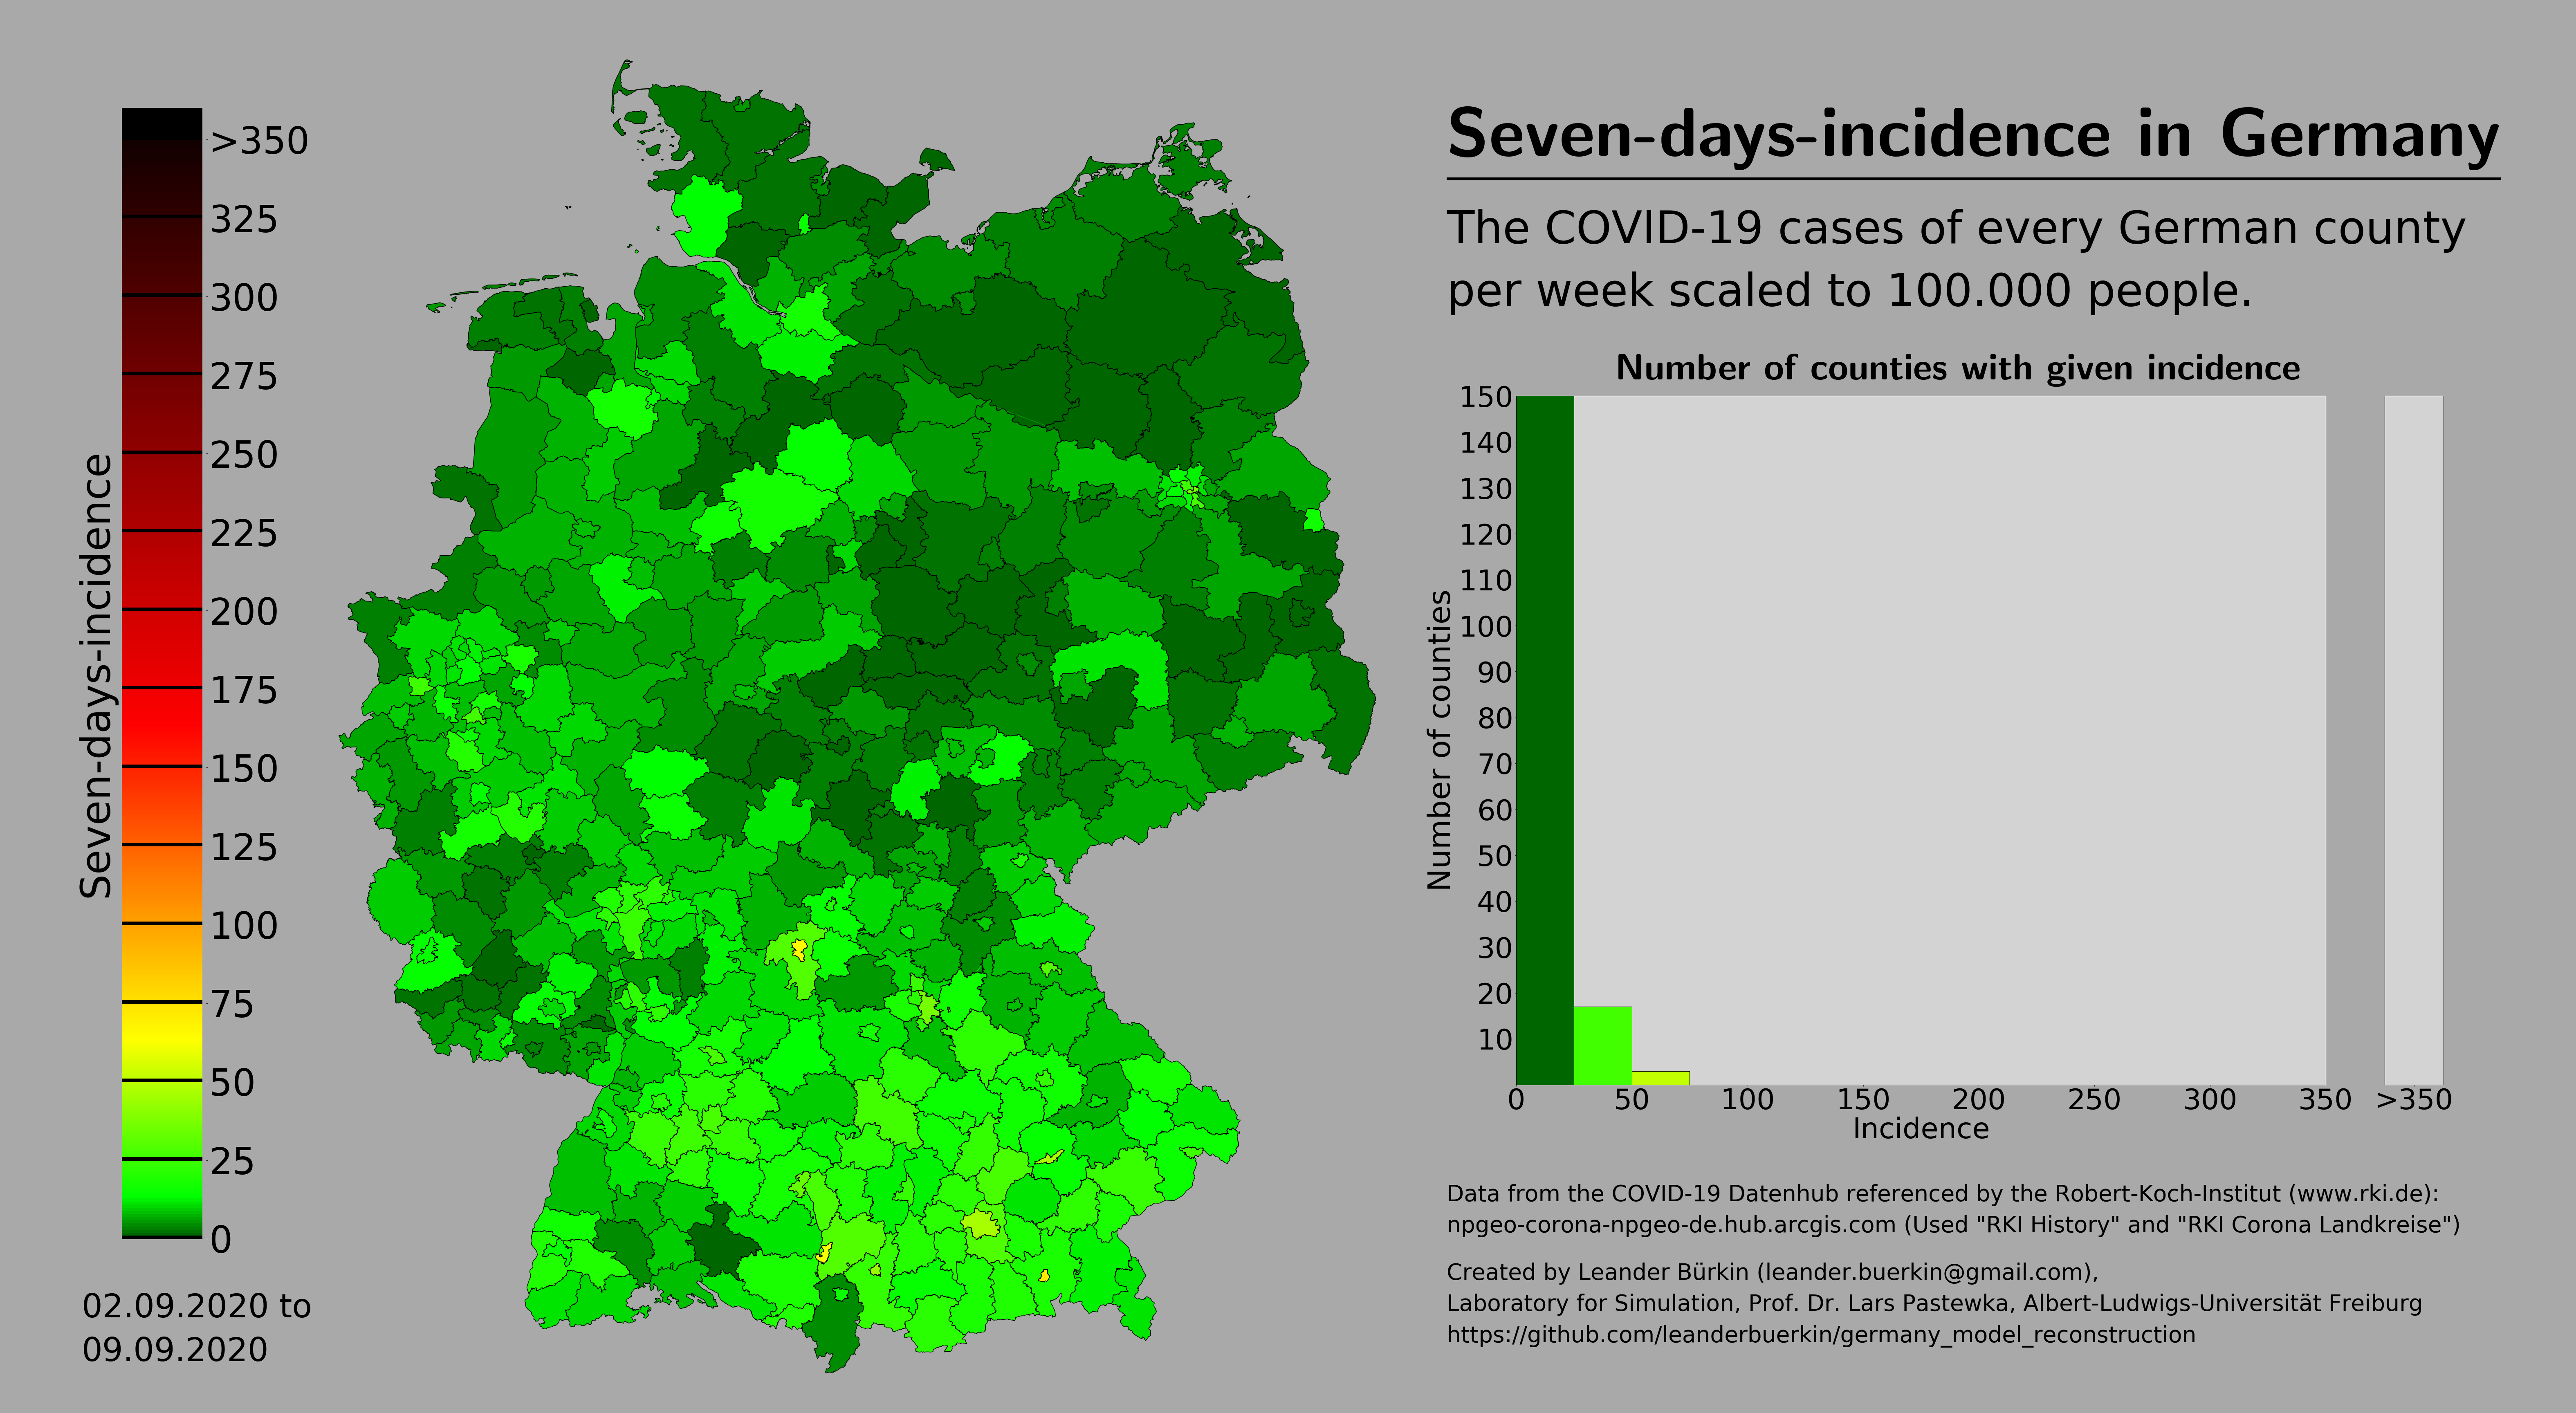 Seven-days-incidence in Germany
The COVID-19 cases of every German county
per week scaled to 100.000 people.
Seven-days-incidence
>350
325
300
275
250
225
200
175
150
125
100
75
50
25
0
02.09.2020 to
09.09.2020
Number of counties with given incidence
Number of counties
150
140
130
120
110
100
90
80
70
60
50
40
30
20
10
0 50 100 150 200 250 300 350 >350
Incidence
Data from the COVID-19 Datenhub referenced by the Robert-Koch-Institut (www.rki.de):
npgeo-corona-npgeo-de.hub.arcgis.com (Used "RKI History" and "RKI Corona Landkreise")
Created by Leander Bürkin (leander.buerkin@gmail.com),
Laboratory for Simulation, Prof. Dr. Lars Pastewka, Albert-Ludwigs-Universität Freiburg
https://github.com/leanderbuerkin/germany_model_reconstruction